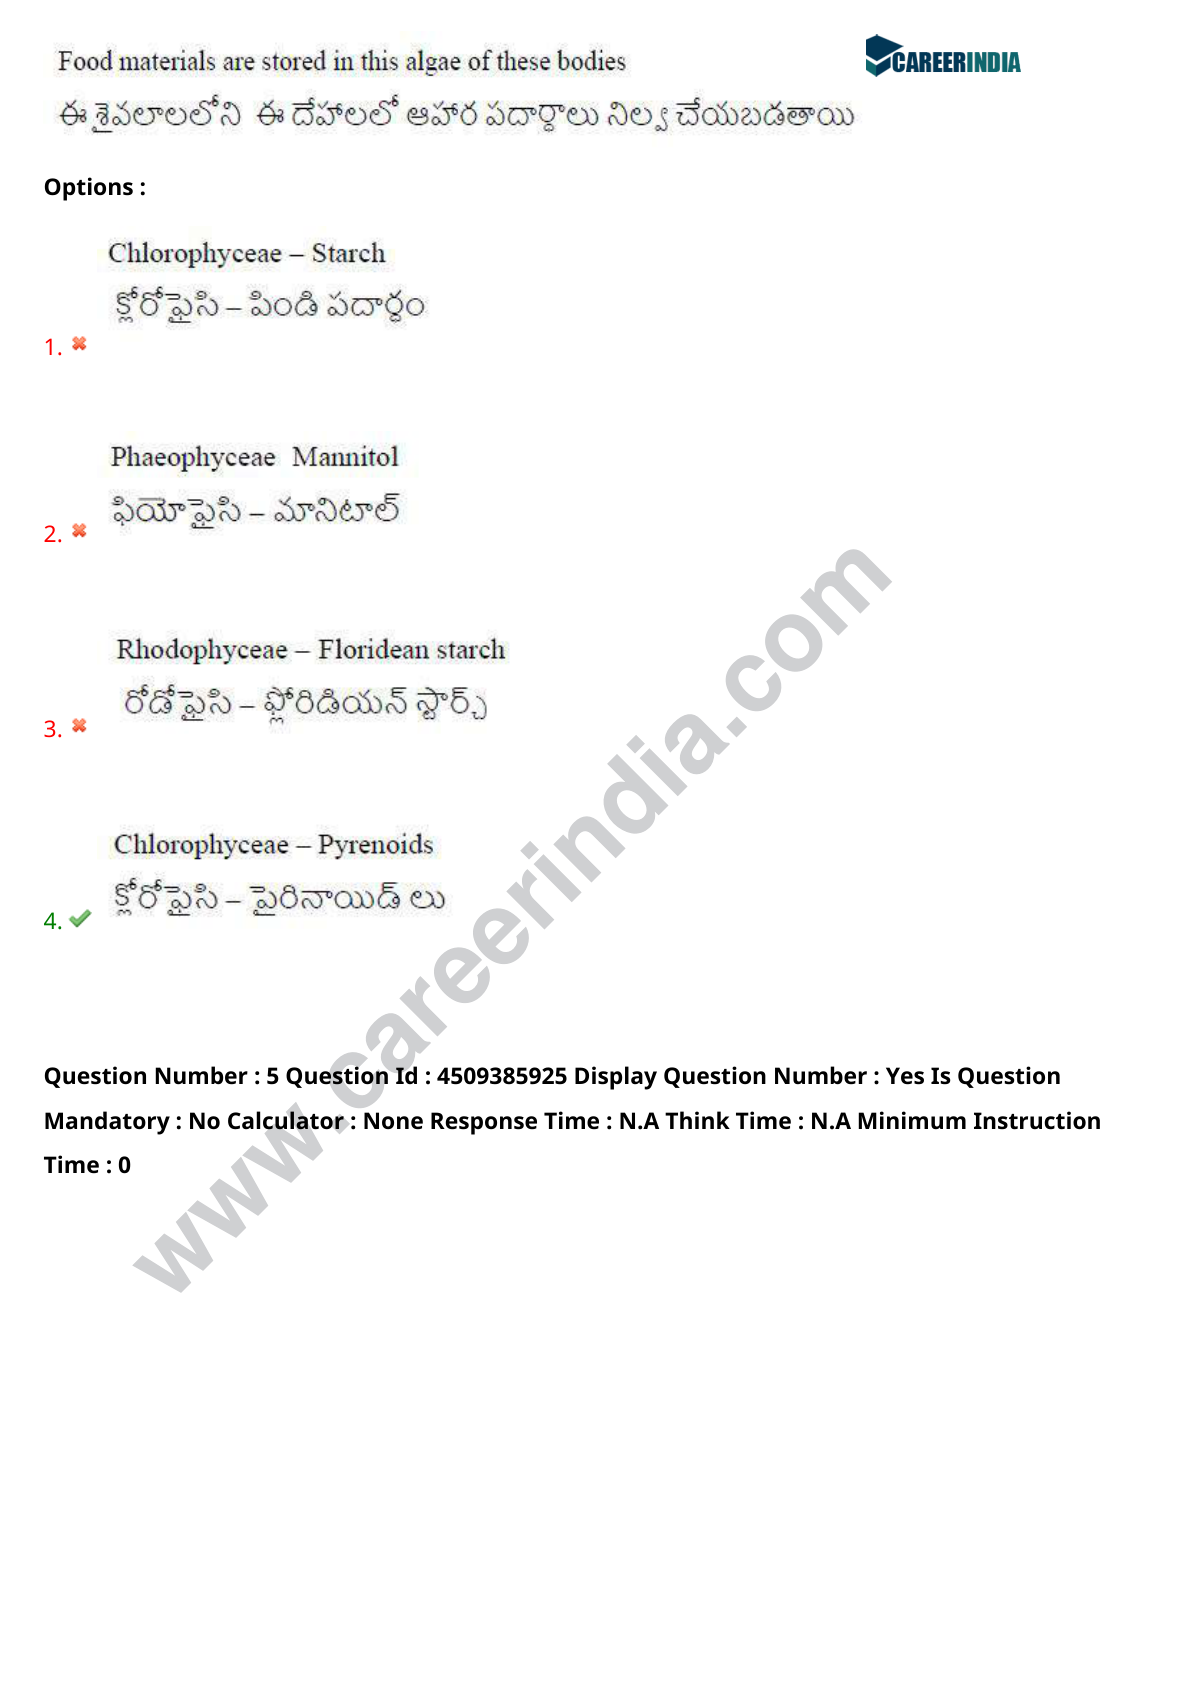 Food materials are stored in this algae of these bodies
CAREERINDIA
ఈ శైవలాలలోని ఈ దేహాలలో ఆహార పదార్ధాలు నిల్వ చేయబడతాయి
Options :
Chlorophyceae – Starch
క్లోరోఫైసి – పిండి పదార్ధం
1.
Phaeophyceae Mannitol
ఫియోఫైసి – మానిటాల్
2.
Rhodophyceae – Floridean starch
రోడోఫైసి – ఫ్లోరిడియన్ స్టార్చ్
3.
Chlorophyceae – Pyrenoids
క్లోరోఫైసి – పైరినాయిడ్ లు
4.
www.careerindia.com
Question Number : 5 Question Id : 4509385925 Display Question Number : Yes Is Question
Mandatory : No Calculator : None Response Time : N.A Think Time : N.A Minimum Instruction
Time : 0